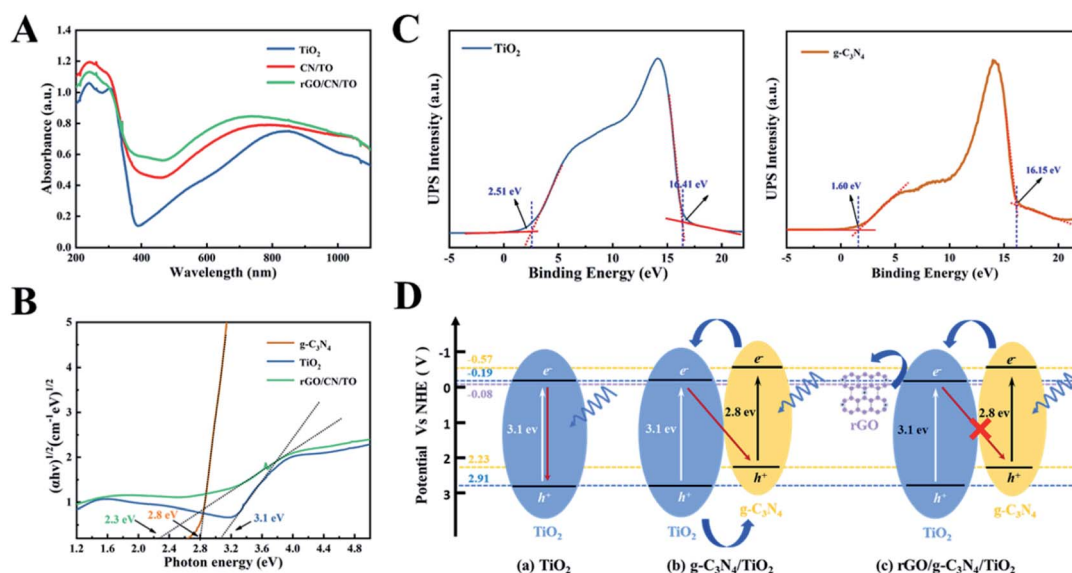 A
1.4
1.2
1.0
0.8
0.6
0.4
0.2
0.0
Absorbance (a.u.)
TiO₂
CN/TO
rGO/CN/TO
200 400 600 800 1000
Wavelength (nm)
B
5
4
3
2
1
(αhν)¹ᐟ²(cm⁻¹eV)¹ᐟ²
g-C₃N₄
TiO₂
rGO/CN/TO
2.3 eV
2.8 eV
3.1 eV
1.2 1.6 2.0 2.4 2.8 3.2 3.6 4.0 4.4 4.8
Photon energy (eV)
C
UPS Intensity (a.u.)
TiO₂
2.51 eV
16.41 eV
-5 0 5 10 15 20
Binding Energy (eV)
UPS Intensity (a.u.)
g-C₃N₄
1.60 eV
16.15 eV
-5 0 5 10 15 20
Binding Energy (eV)
D
Potential Vs NHE ( V )
-1
0
1
2
3
-0.57
-0.19
-0.08
2.23
2.91
e⁻
3.1 ev
h⁺
TiO₂
(a) TiO₂
e⁻
3.1 ev
h⁺
TiO₂
e⁻
2.8 ev
h⁺
g-C₃N₄
(b) g-C₃N₄/TiO₂
rGO
e⁻
3.1 ev
h⁺
TiO₂
e⁻
2.8 ev
h⁺
g-C₃N₄
(c) rGO/g-C₃N₄/TiO₂